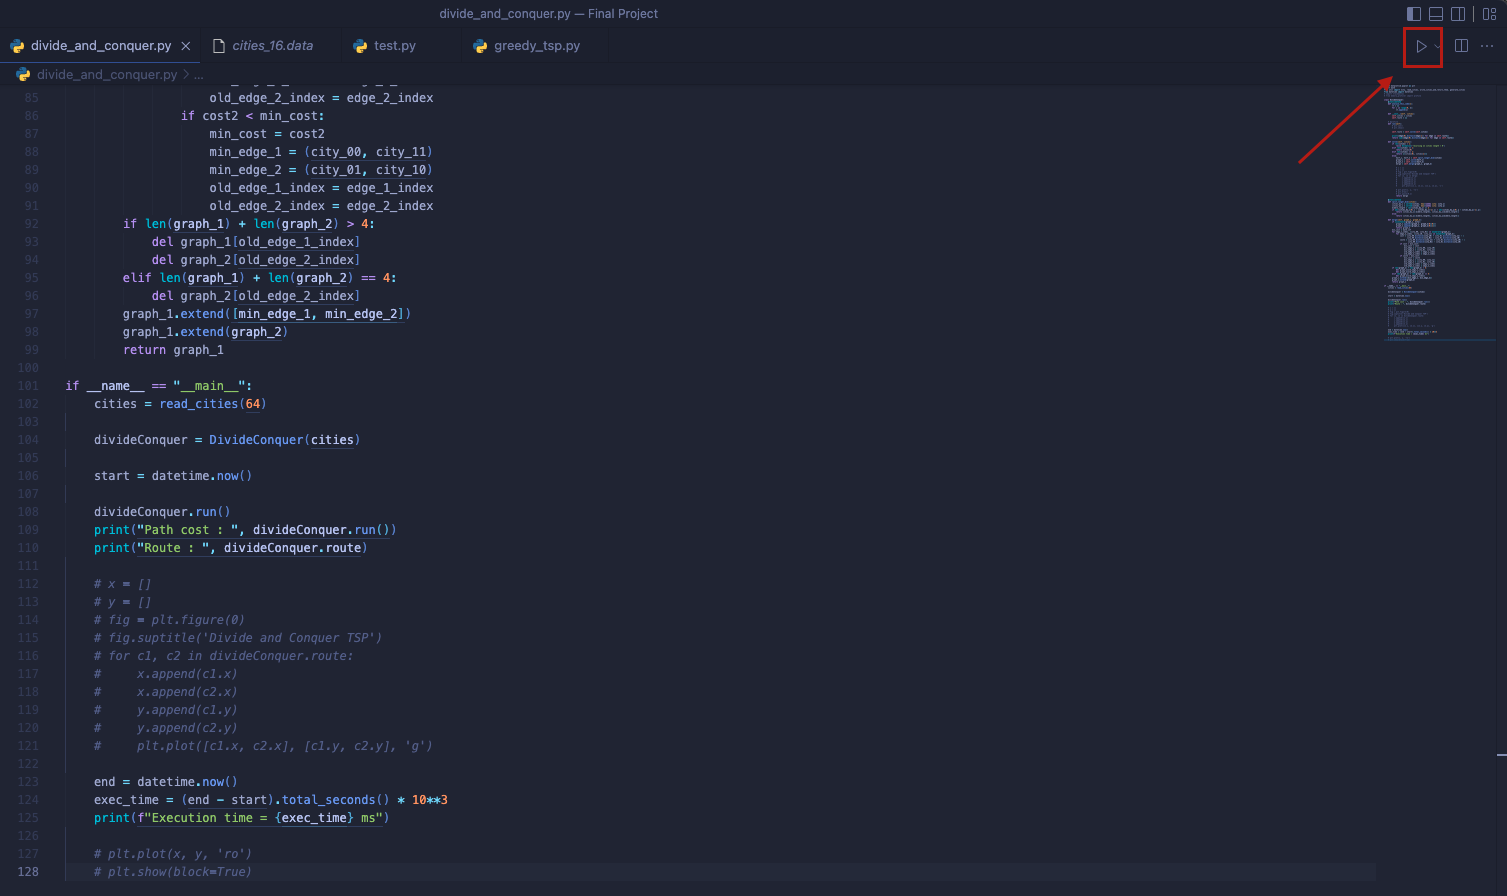 divide_and_conquer.py — Final Project
divide_and_conquer.py
cities_16.data
test.py
greedy_tsp.py
divide_and_conquer.py > ...
85 old_edge_2_index = edge_2_index
86 if cost2 < min_cost:
87 min_cost = cost2
88 min_edge_1 = (city_00, city_11)
89 min_edge_2 = (city_01, city_10)
90 old_edge_1_index = edge_1_index
91 old_edge_2_index = edge_2_index
92 if len(graph_1) + len(graph_2) > 4:
93 del graph_1[old_edge_1_index]
94 del graph_2[old_edge_2_index]
95 elif len(graph_1) + len(graph_2) == 4:
96 del graph_2[old_edge_2_index]
97 graph_1.extend([min_edge_1, min_edge_2])
98 graph_1.extend(graph_2)
99 return graph_1
100
101 if __name__ == "__main__":
102 cities = read_cities(64)
103
104 divideConquer = DivideConquer(cities)
105
106 start = datetime.now()
107
108 divideConquer.run()
109 print("Path cost : ", divideConquer.run())
110 print("Route : ", divideConquer.route)
111
112 # x = []
113 # y = []
114 # fig = plt.figure(0)
115 # fig.suptitle('Divide and Conquer TSP')
116 # for c1, c2 in divideConquer.route:
117 #     x.append(c1.x)
118 #     x.append(c2.x)
119 #     y.append(c1.y)
120 #     y.append(c2.y)
121 #     plt.plot([c1.x, c2.x], [c1.y, c2.y], 'g')
122
123 end = datetime.now()
124 exec_time = (end - start).total_seconds() * 10**3
125 print(f"Execution time = {exec_time} ms")
126
127 # plt.plot(x, y, 'ro')
128 # plt.show(block=True)